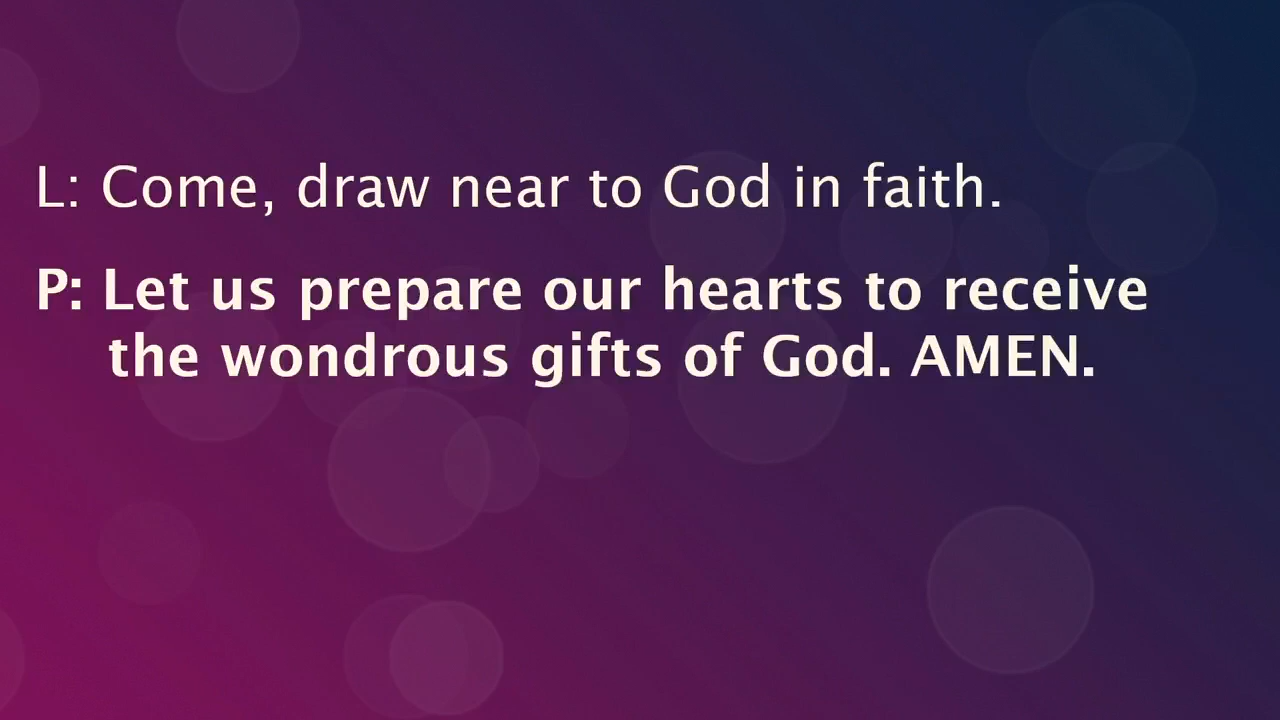 L: Come, draw near to God in faith.
P: Let us prepare our hearts to receive
the wondrous gifts of God. AMEN.